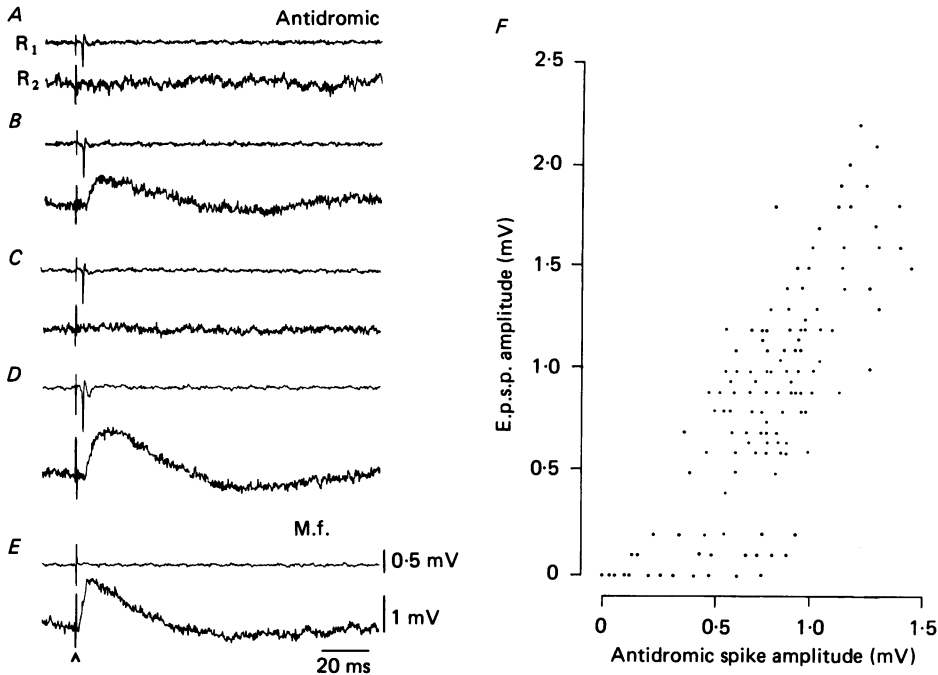 A
Antidromic
R1
R2
B
C
D
M.f.
E
0·5 mV
1 mV
20 ms
F
2·5
2·0
1·5
1·0
0·5
0
E.p.s.p. amplitude (mV)
0 0·5 1·0 1·5
Antidromic spike amplitude (mV)